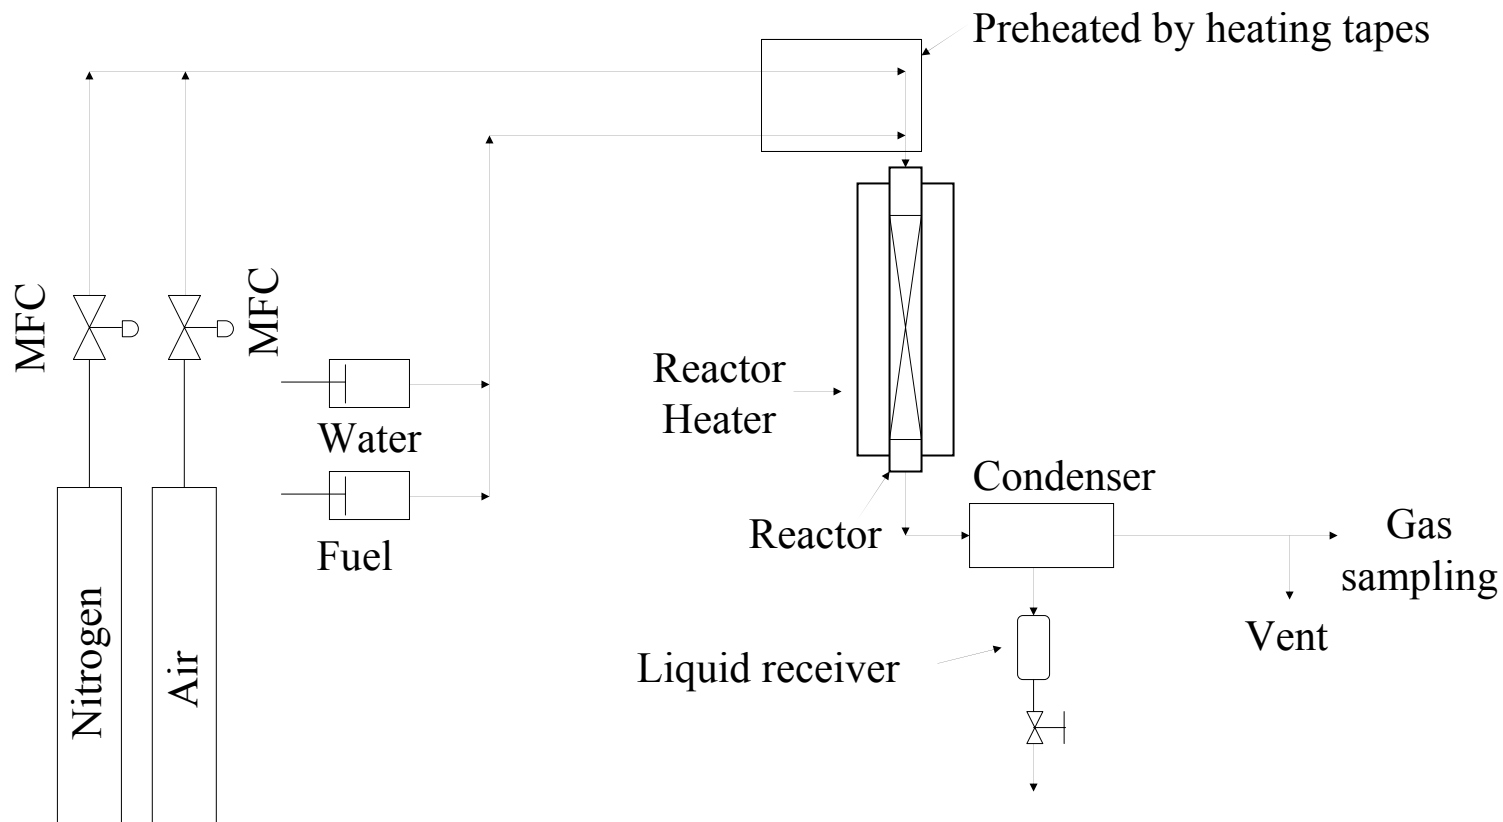 Preheated by heating tapes
MFC
MFC
Reactor
Heater
Water
Condenser
Reactor
Gas
sampling
Fuel
Nitrogen
Air
Vent
Liquid receiver